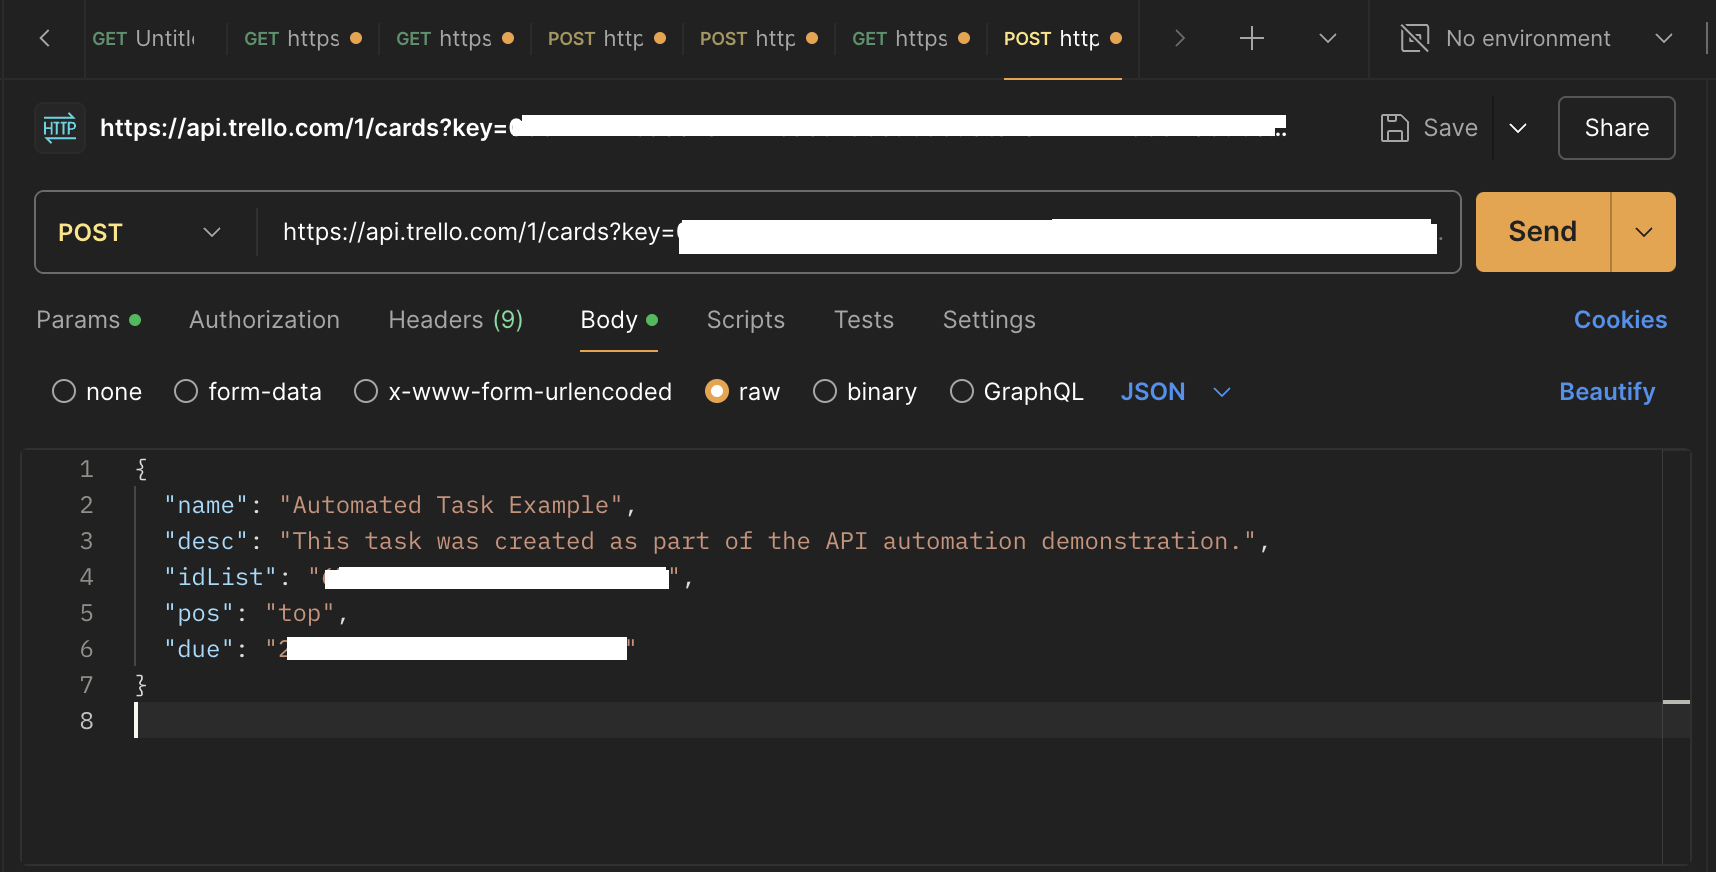 GET Untitl GET https GET https POST http POST http GET https POST http No environment
HTTP https://api.trello.com/1/cards?key= .. Save Share
POST https://api.trello.com/1/cards?key= Send
Params Authorization Headers (9) Body Scripts Tests Settings Cookies
none form-data x-www-form-urlencoded raw binary GraphQL JSON Beautify
1 {
2 "name": "Automated Task Example",
3 "desc": "This task was created as part of the API automation demonstration.",
4 "idList": " ",
5 "pos": "top",
6 "due": "2 "
7 }
8